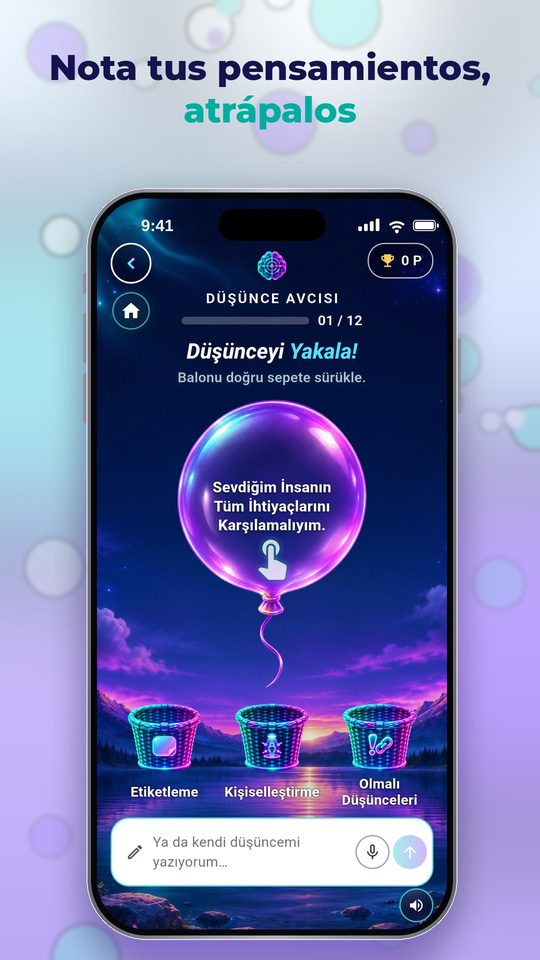 Nota tus pensamientos,
atrápalos
9:41
0 P
DÜŞÜNCE AVCISI
01 / 12
Düşünceyi Yakala!
Balonu doğru sepete sürükle.
Sevdiğim İnsanın
Tüm İhtiyaçlarını
Karşılamalıyım.
Etiketleme
Kişiselleştirme
Olmalı
Düşünceleri
Ya da kendi düşüncemi
yazıyorum...